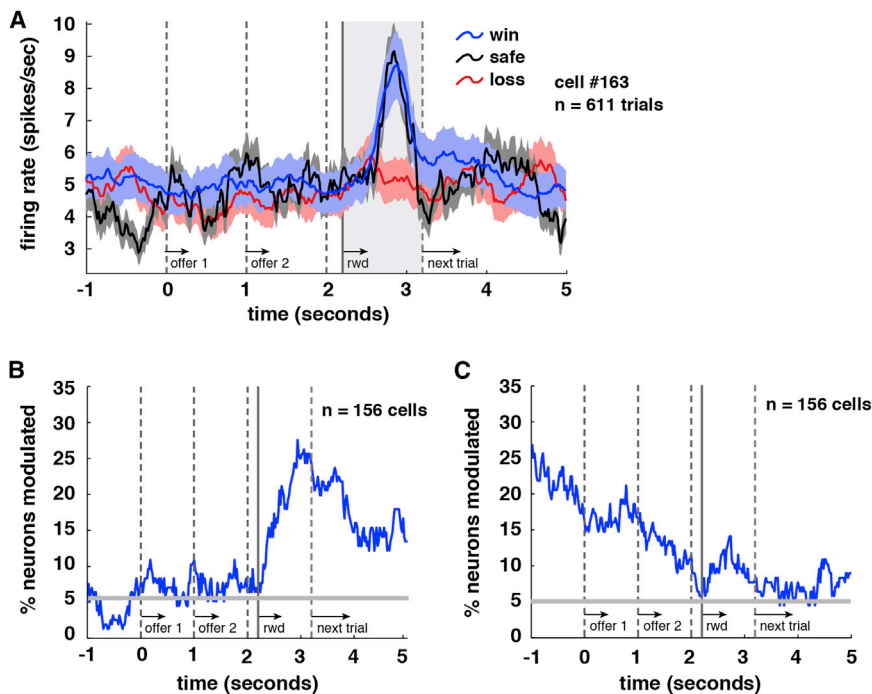 A
firing rate (spikes/sec)
10
9
8
7
6
5
4
3
win
safe
loss
cell #163
n = 611 trials
offer 1
offer 2
rwd
next trial
-1
0
1
2
3
4
5
time (seconds)
B
% neurons modulated
35
30
25
20
15
10
5
0
n = 156 cells
offer 1
offer 2
rwd
next trial
-1
0
1
2
3
4
5
time (seconds)
C
% neurons modulated
35
30
25
20
15
10
5
0
n = 156 cells
offer 1
offer 2
rwd
next trial
-1
0
1
2
3
4
5
time (seconds)